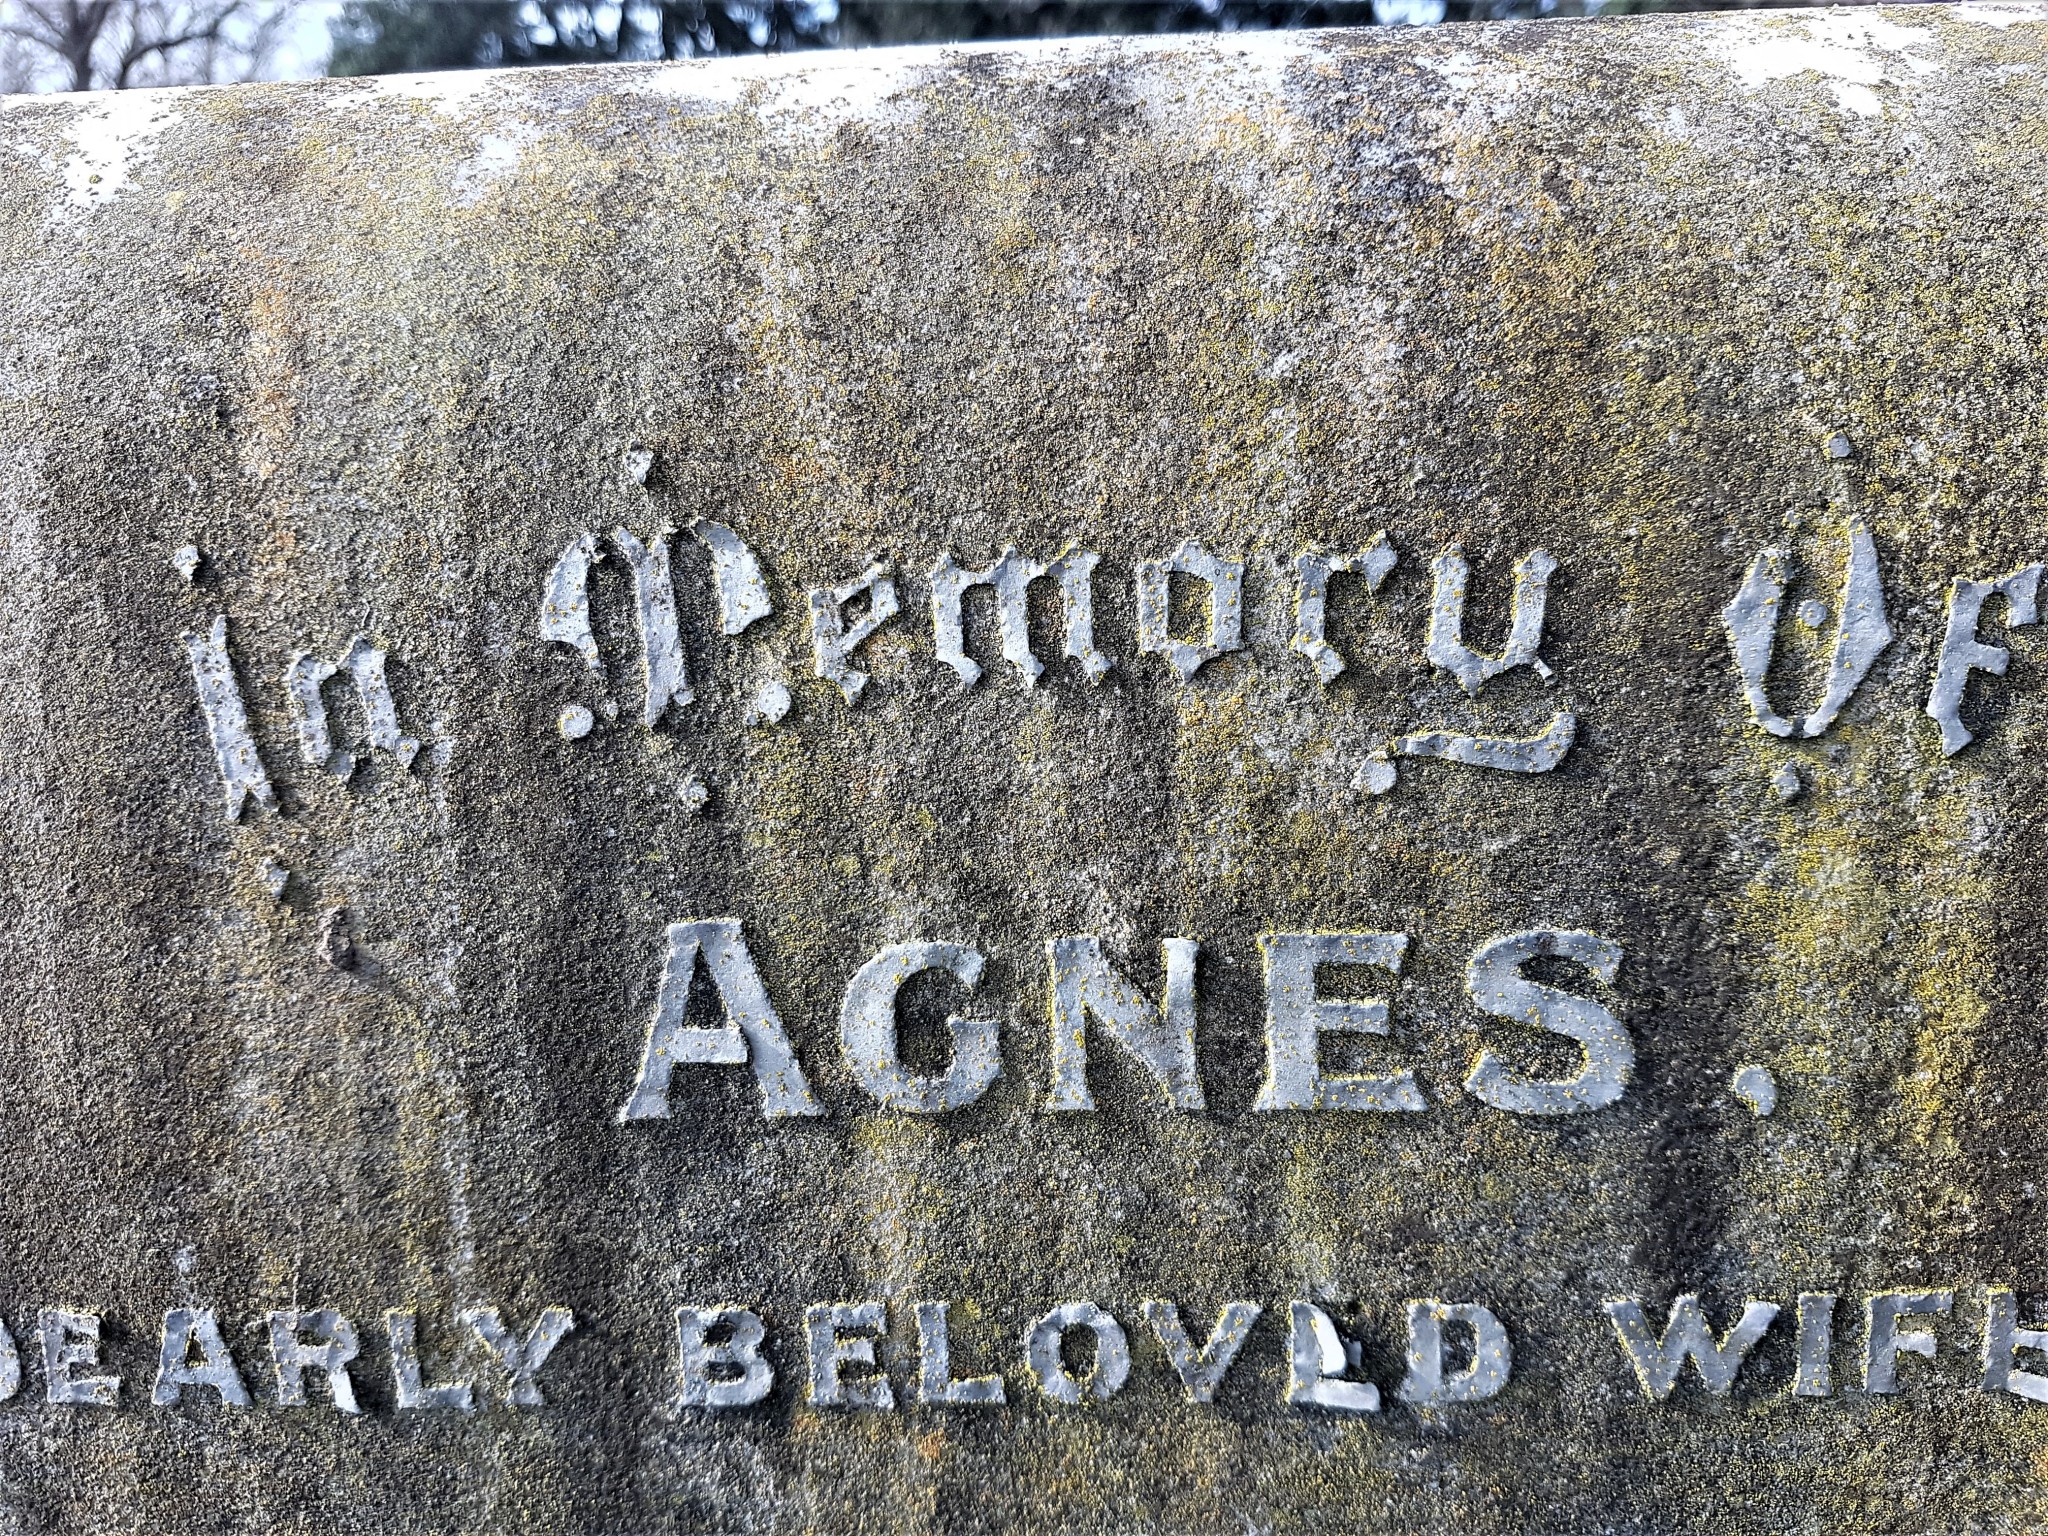 In Memory Of
AGNES.
DEARLY BELOVED WIFE